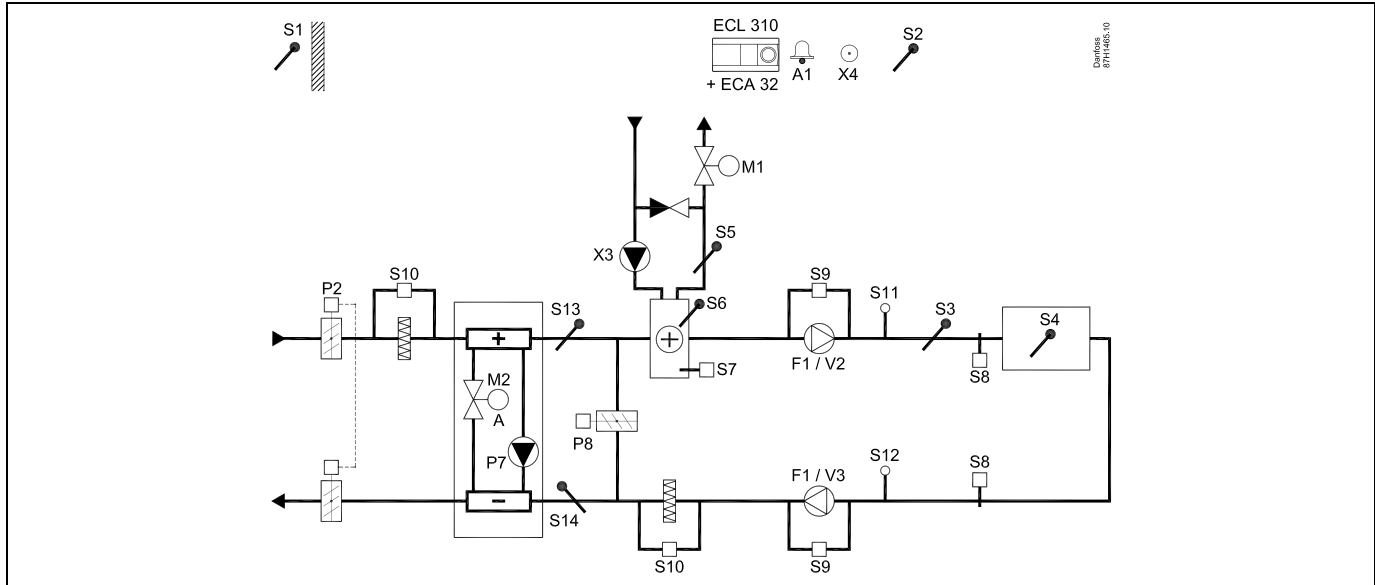 S1
ECL 310
+ ECA 32
A1
X4
S2
Danfoss
87H1465.10
M1
S5
X3
P2
S10
S13
S6
S9
S11
S3
S4
+
+
F1 / V2
S7
S8
M2
A
P8
P7
-
S14
S10
F1 / V3
S9
S12
S8